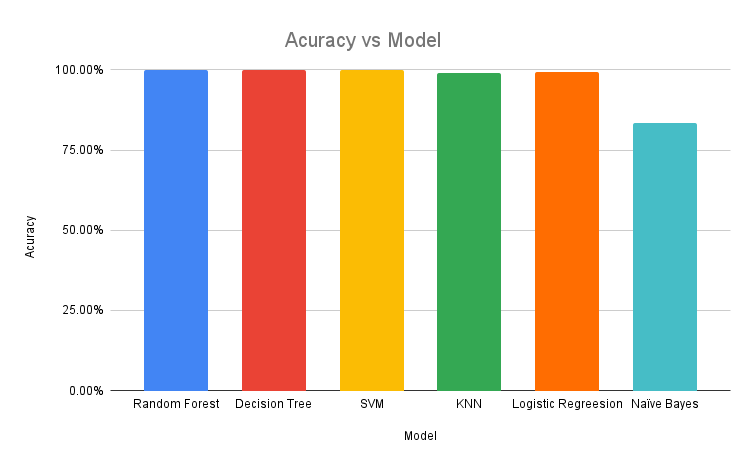 Acuracy vs Model
Acuracy
100.00%
75.00%
50.00%
25.00%
0.00%
Random Forest
Decision Tree
SVM
KNN
Logistic Regreesion
Naïve Bayes
Model